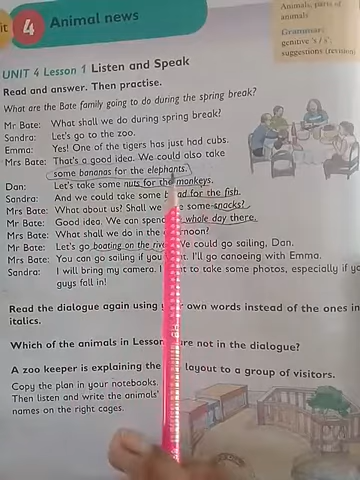 it
4
Animal news
Animals, parts of
animals
Grammar:
genitive 's / s';
suggestions (revision)
UNIT 4 Lesson 1 Listen and Speak
Read and answer. Then practise.
What are the Bate family going to do during the spring break?
Mr Bate: What shall we do during spring break?
Sandra: Let's go to the zoo.
Emma: Yes! One of the tigers has just had cubs.
Mrs Bate: That's a good idea. We could also take
some bananas for the elephants.
Dan: Let's take some nuts for the monkeys.
Sandra: And we could take some b ad for the fish.
Mrs Bate: What about us? Shall we e some snacks?
Mr Bate: Good idea. We can spend whole day there.
Mrs Bate: What shall we do in the noon?
Mr Bate: Let's go boating on the rive We could go sailing, Dan.
Mrs Bate: You can go sailing if you nt. I'll go canoeing with Emma.
Sandra: I will bring my camera. I t to take some photos, especially if yo
guys fall in!
Read the dialogue again using y own words instead of the ones in
italics.
Which of the animals in Lesson are not in the dialogue?
A zoo keeper is explaining the layout to a group of visitors.
Copy the plan in your notebooks.
Then listen and write the animals'
names on the right cages.